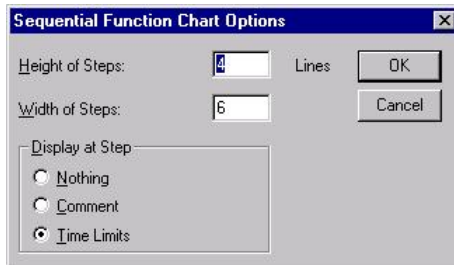 Sequential Function Chart Options
Height of Steps: 4 Lines OK
Width of Steps: 6 Cancel
Display at Step
Nothing
Comment
Time Limits